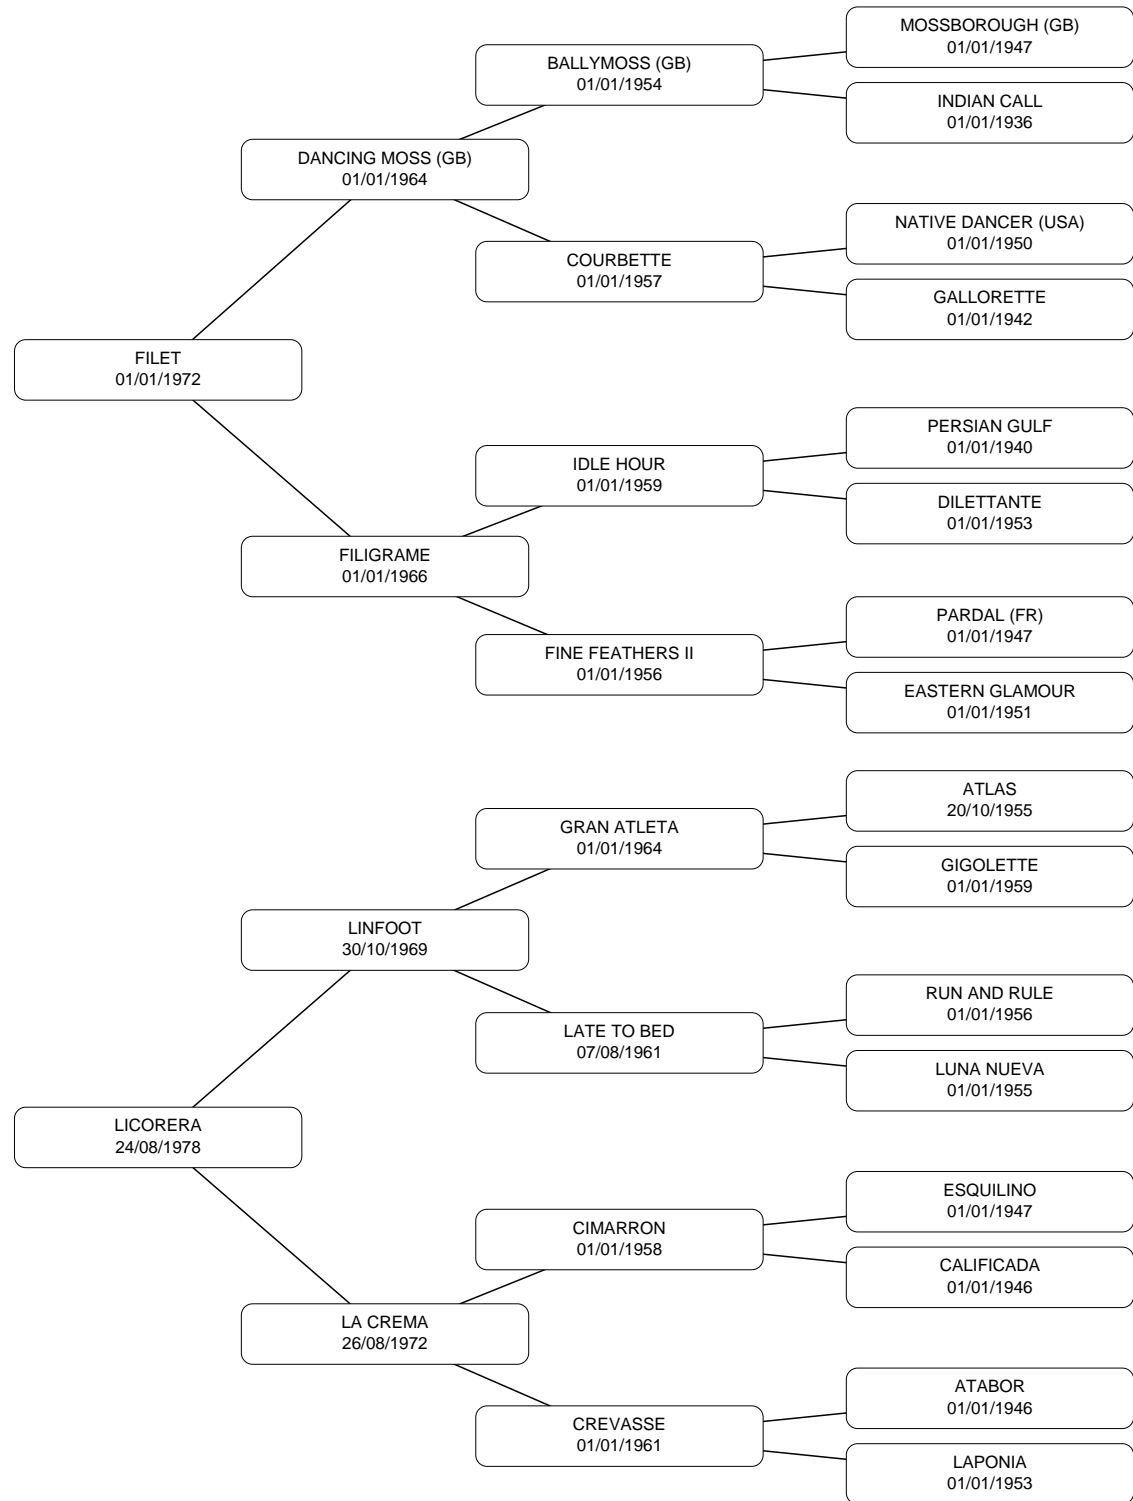 MOSSBOROUGH (GB)
01/01/1947
BALLYMOSS (GB)
01/01/1954
INDIAN CALL
01/01/1936
DANCING MOSS (GB)
01/01/1964
NATIVE DANCER (USA)
01/01/1950
COURBETTE
01/01/1957
GALLORETTE
01/01/1942
FILET
01/01/1972
PERSIAN GULF
01/01/1940
IDLE HOUR
01/01/1959
DILETTANTE
01/01/1953
FILIGRAME
01/01/1966
PARDAL (FR)
01/01/1947
FINE FEATHERS II
01/01/1956
EASTERN GLAMOUR
01/01/1951
ATLAS
20/10/1955
GRAN ATLETA
01/01/1964
GIGOLETTE
01/01/1959
LINFOOT
30/10/1969
RUN AND RULE
01/01/1956
LATE TO BED
07/08/1961
LUNA NUEVA
01/01/1955
LICORERA
24/08/1978
ESQUILINO
01/01/1947
CIMARRON
01/01/1958
CALIFICADA
01/01/1946
LA CREMA
26/08/1972
ATABOR
01/01/1946
CREVASSE
01/01/1961
LAPONIA
01/01/1953